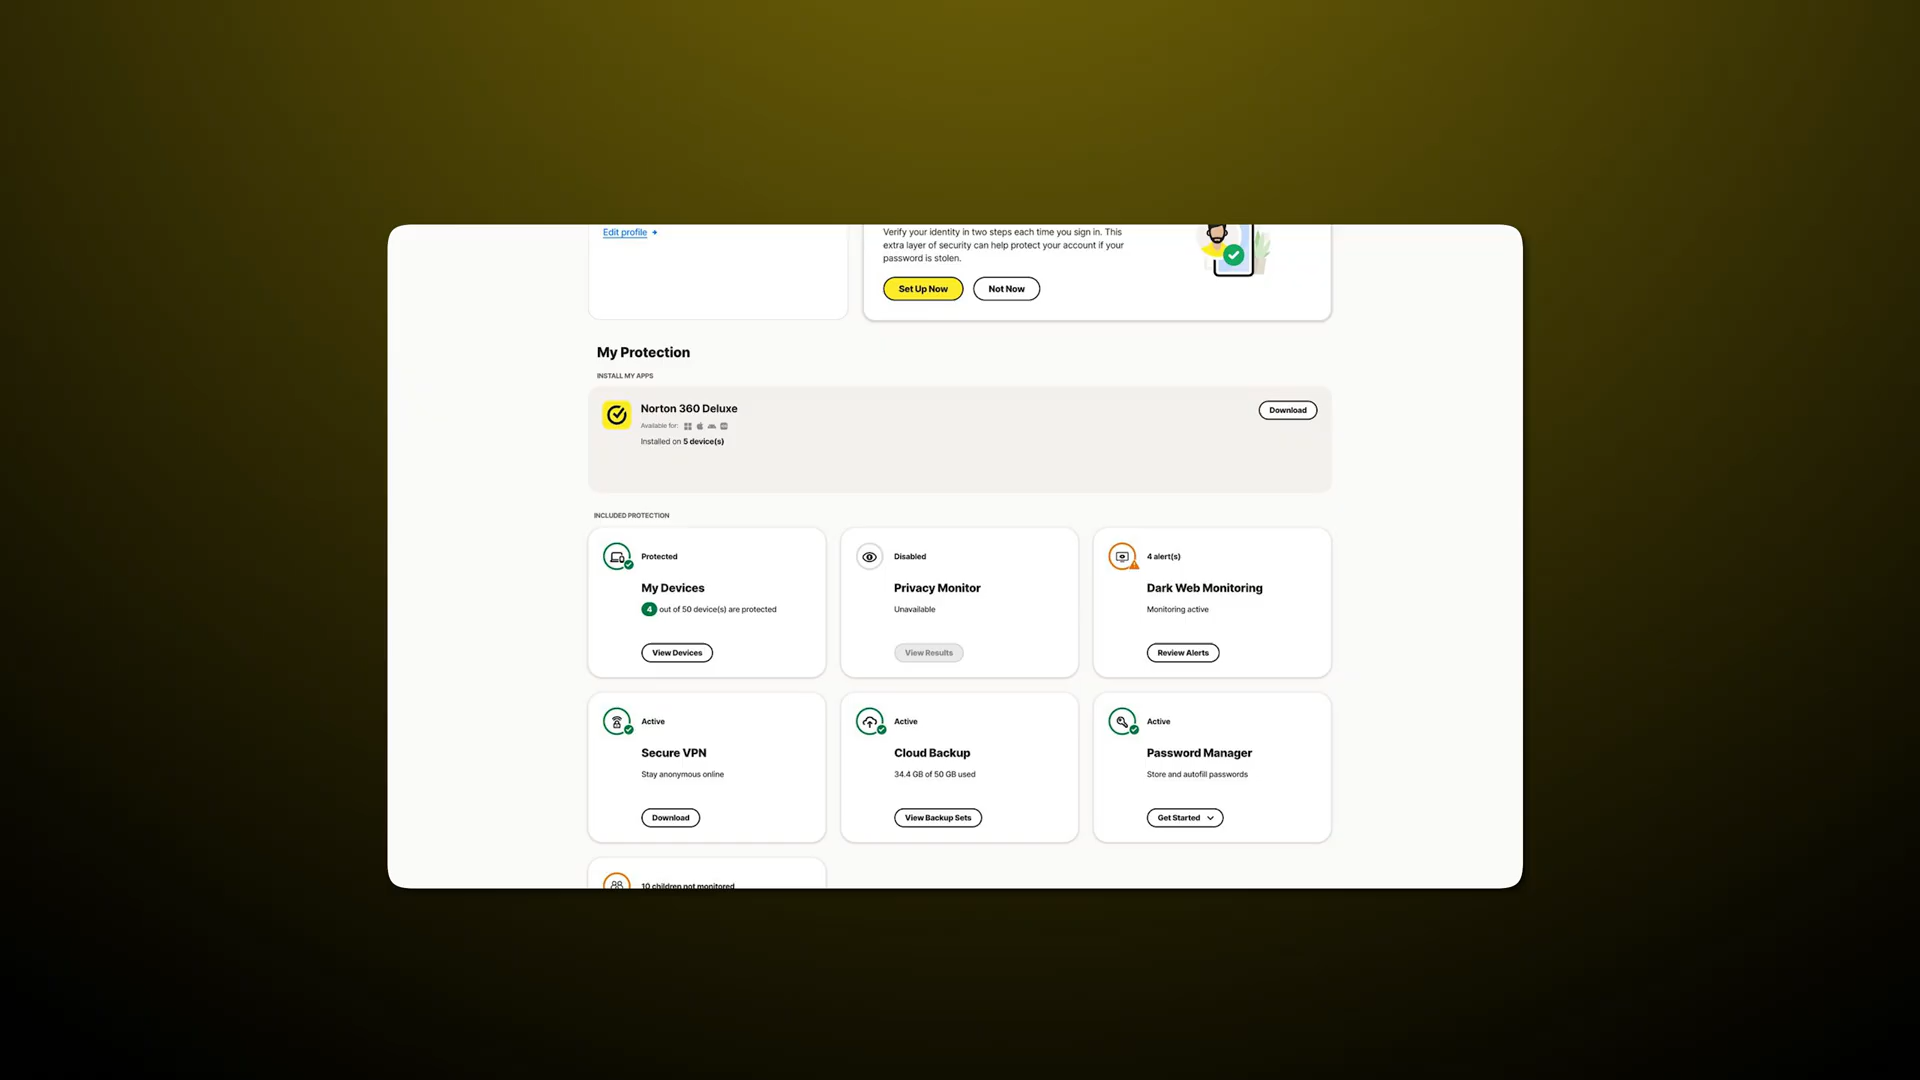 Edit profile
Verify your identity in two steps each time you sign in. This
extra layer of security can help protect your account if your
password is stolen.
Set Up Now
Not Now
My Protection
INSTALL MY APPS
Norton 360 Deluxe
Download
Available for:
Installed on 5 device(s)
INCLUDED PROTECTION
Protected
My Devices
4 out of 50 device(s) are protected
View Devices
Disabled
Privacy Monitor
Unavailable
View Results
4 alert(s)
Dark Web Monitoring
Monitoring active
Review Alerts
Active
Secure VPN
Stay anonymous online
Download
Active
Cloud Backup
34.4 GB of 50 GB used
View Backup Sets
Active
Password Manager
Store and autofill passwords
Get Started
10 children not monitored